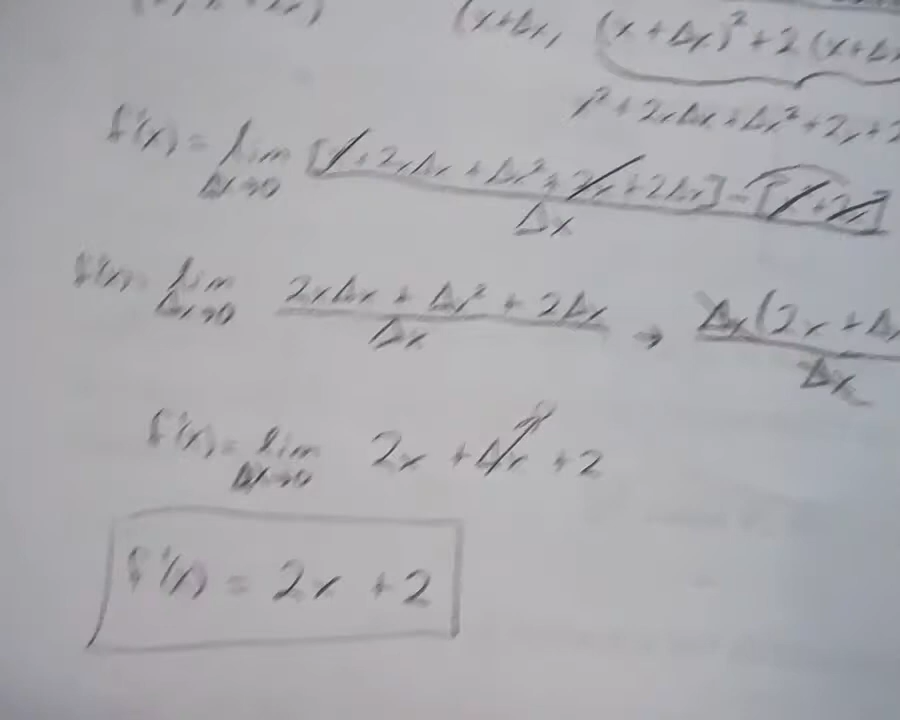 (x+Δx, (x+Δx)²+2(x+Δx
x²+2xΔx+Δx²+2x+2
f'(x) = lim Δx→0 [x²+2xΔx+Δx²+2x+2Δx]-[x²+2x] / Δx
f'(x) = lim Δx→0 2xΔx + Δx² + 2Δx / Δx → Δx(2x+Δx / Δx
f'(x) = lim Δx→0 2x + Δx + 2
f'(x) = 2x + 2